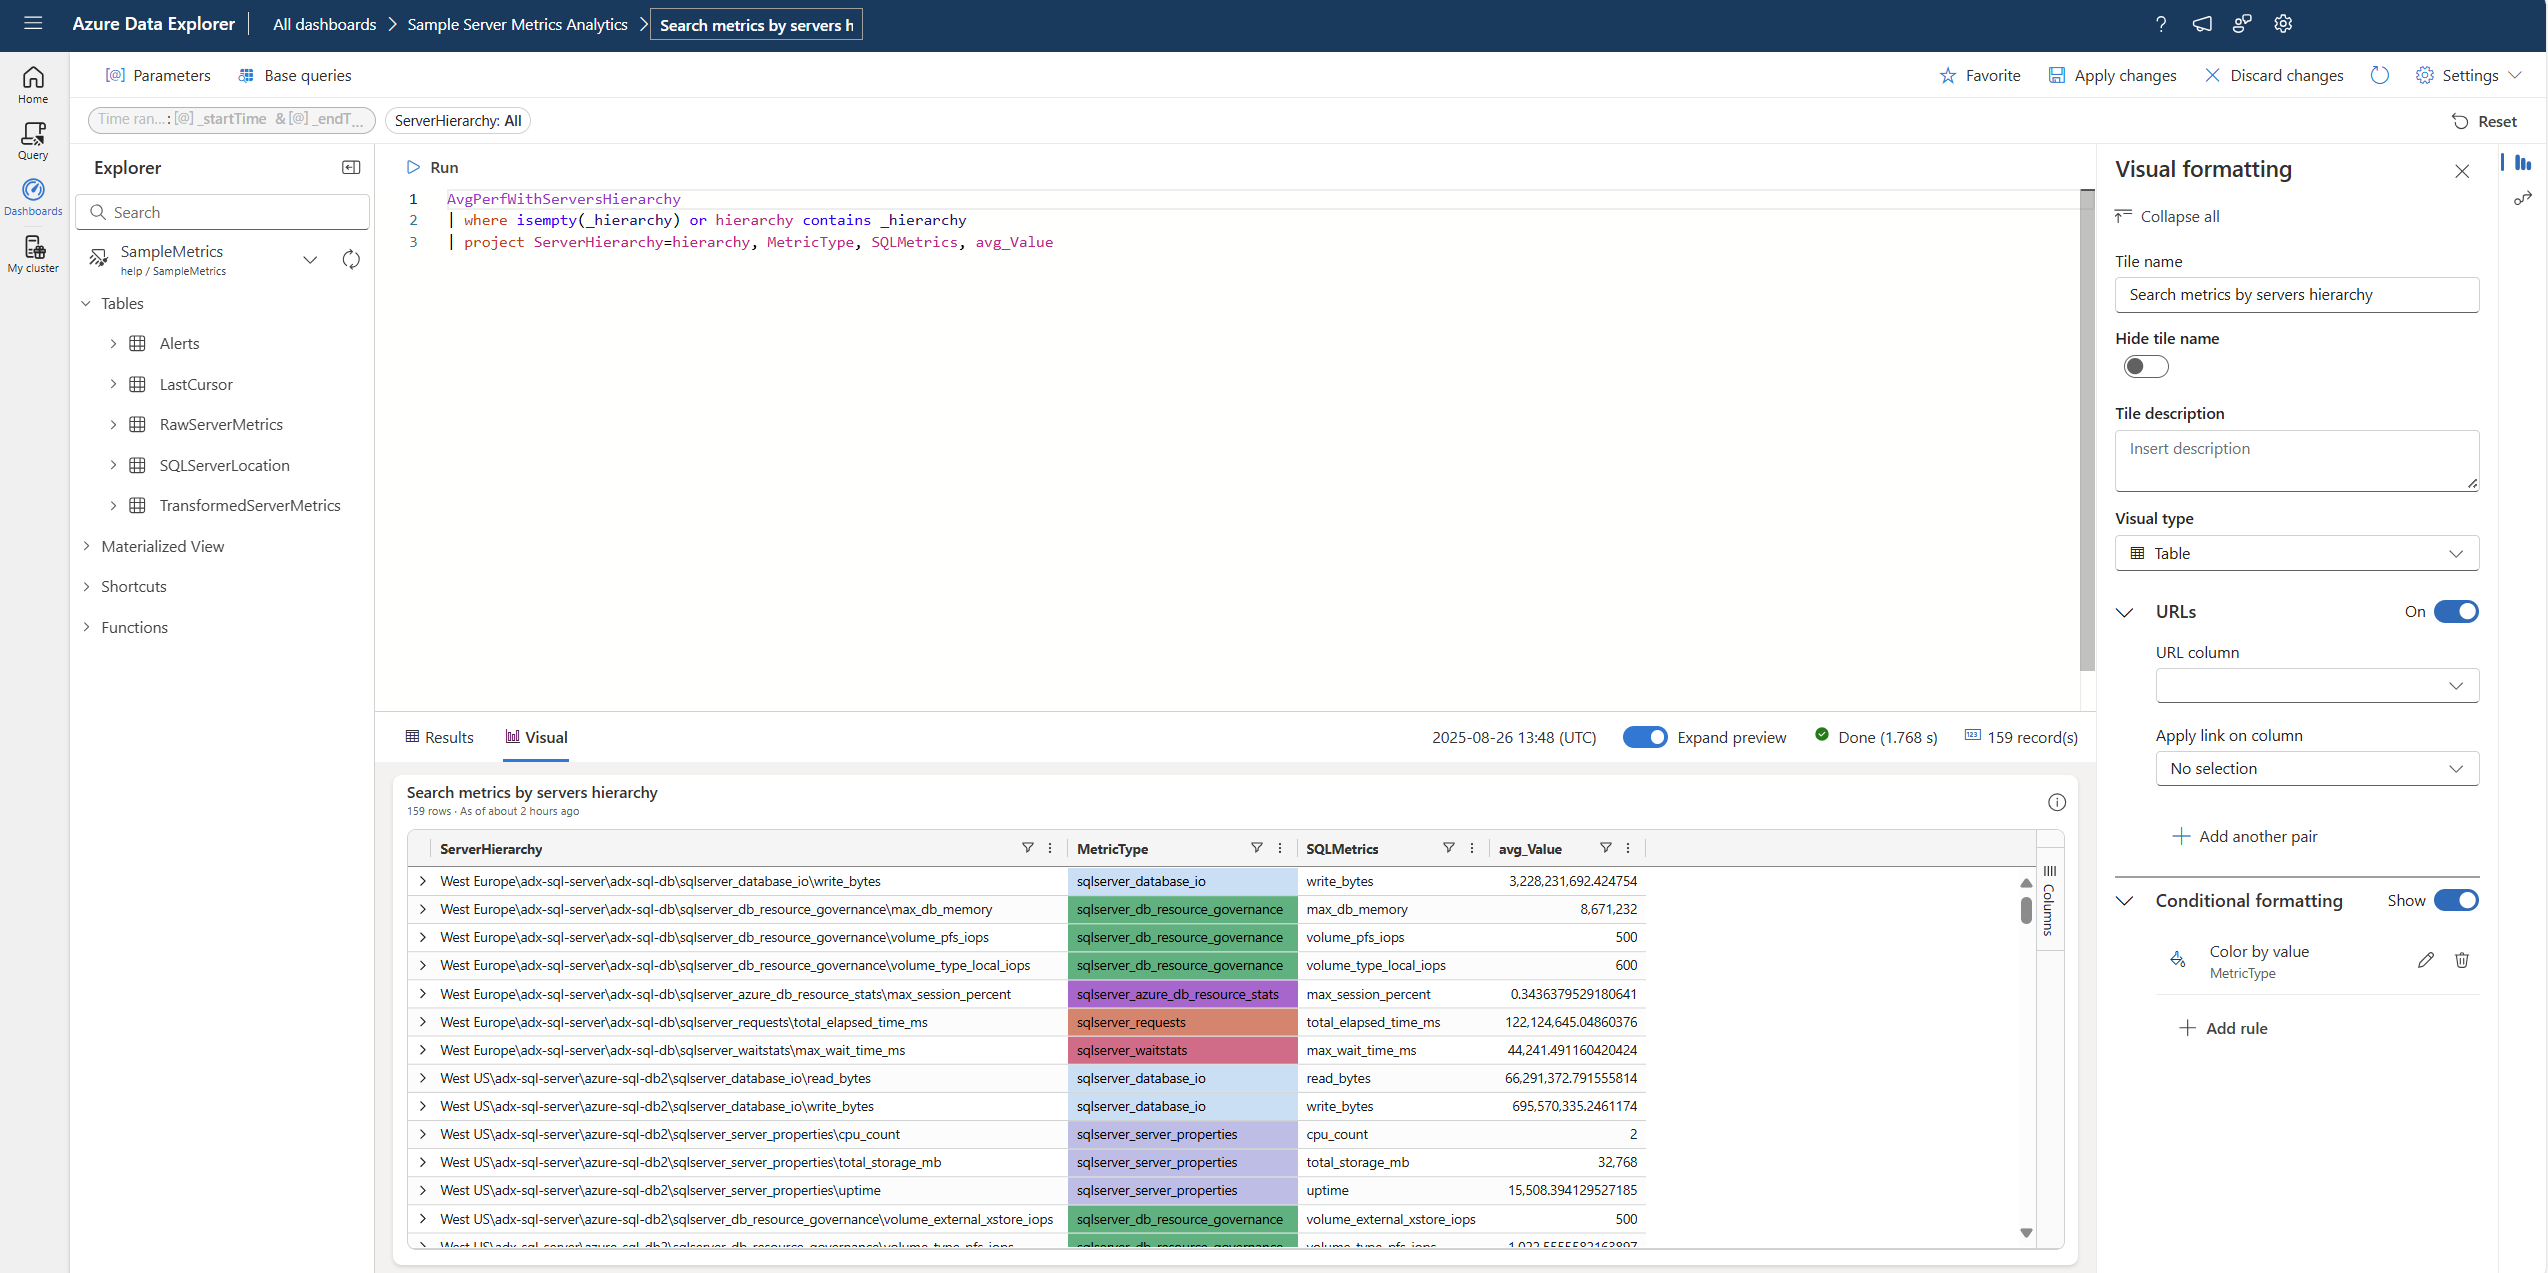 Azure Data Explorer
All dashboards
Sample Server Metrics Analytics
Search metrics by servers h
Home
Query
Dashboards
My cluster
Parameters
Base queries
Favorite
Apply changes
Discard changes
Settings
Time ran...: [@] _startTime & [@] _endT...
ServerHierarchy: All
Reset
Explorer
Search
SampleMetrics
help / SampleMetrics
Tables
Alerts
LastCursor
RawServerMetrics
SQLServerLocation
TransformedServerMetrics
Materialized View
Shortcuts
Functions
Run
1 AvgPerfWithServersHierarchy
2 | where isempty(_hierarchy) or hierarchy contains _hierarchy
3 | project ServerHierarchy=hierarchy, MetricType, SQLMetrics, avg_Value
Results
Visual
2025-08-26 13:48 (UTC)
Expand preview
Done (1.768 s)
159 record(s)
Search metrics by servers hierarchy
159 rows · As of about 2 hours ago
ServerHierarchy MetricType SQLMetrics avg_Value
West Europe\adx-sql-server\adx-sql-db\sqlserver_database_io\write_bytes sqlserver_database_io write_bytes 3,228,231,692.424754
West Europe\adx-sql-server\adx-sql-db\sqlserver_db_resource_governance\max_db_memory sqlserver_db_resource_governance max_db_memory 8,671,232
West Europe\adx-sql-server\adx-sql-db\sqlserver_db_resource_governance\volume_pfs_iops sqlserver_db_resource_governance volume_pfs_iops 500
West Europe\adx-sql-server\adx-sql-db\sqlserver_db_resource_governance\volume_type_local_iops sqlserver_db_resource_governance volume_type_local_iops 600
West Europe\adx-sql-server\adx-sql-db\sqlserver_azure_db_resource_stats\max_session_percent sqlserver_azure_db_resource_stats max_session_percent 0.3436379529180641
West Europe\adx-sql-server\adx-sql-db\sqlserver_requests\total_elapsed_time_ms sqlserver_requests total_elapsed_time_ms 122,124,645.04860376
West Europe\adx-sql-server\adx-sql-db\sqlserver_waitstats\max_wait_time_ms sqlserver_waitstats max_wait_time_ms 44,241.491160420424
West US\adx-sql-server\azure-sql-db2\sqlserver_database_io\read_bytes sqlserver_database_io read_bytes 66,291,372.791555814
West US\adx-sql-server\azure-sql-db2\sqlserver_database_io\write_bytes sqlserver_database_io write_bytes 695,570,335.2461174
West US\adx-sql-server\azure-sql-db2\sqlserver_server_properties\cpu_count sqlserver_server_properties cpu_count 2
West US\adx-sql-server\azure-sql-db2\sqlserver_server_properties\total_storage_mb sqlserver_server_properties total_storage_mb 32,768
West US\adx-sql-server\azure-sql-db2\sqlserver_server_properties\uptime sqlserver_server_properties uptime 15,508.394129527185
West US\adx-sql-server\azure-sql-db2\sqlserver_db_resource_governance\volume_external_xstore_iops sqlserver_db_resource_governance volume_external_xstore_iops 500
West US\adx-sql-server\azure-sql-db2\sqlserver_db_resource_governance\volume_type_pfs_iops sqlserver_db_resource_governance volume_type_pfs_iops
Columns
Visual formatting
Collapse all
Tile name
Search metrics by servers hierarchy
Hide tile name
Tile description
Insert description
Visual type
Table
URLs
On
URL column
Apply link on column
No selection
Add another pair
Conditional formatting
Show
Color by value
MetricType
Add rule